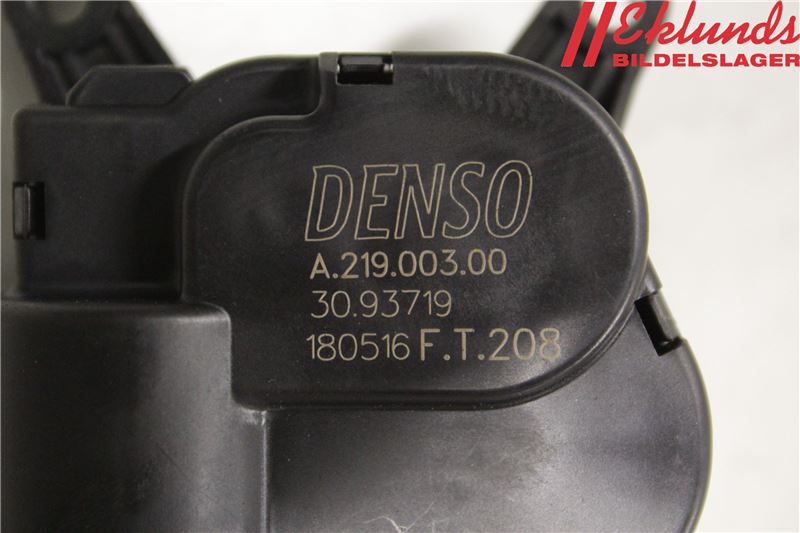 Eklunds
BILDELSLAGER
DENSO
A.219.003.00
30.93719
180516 F.T.208